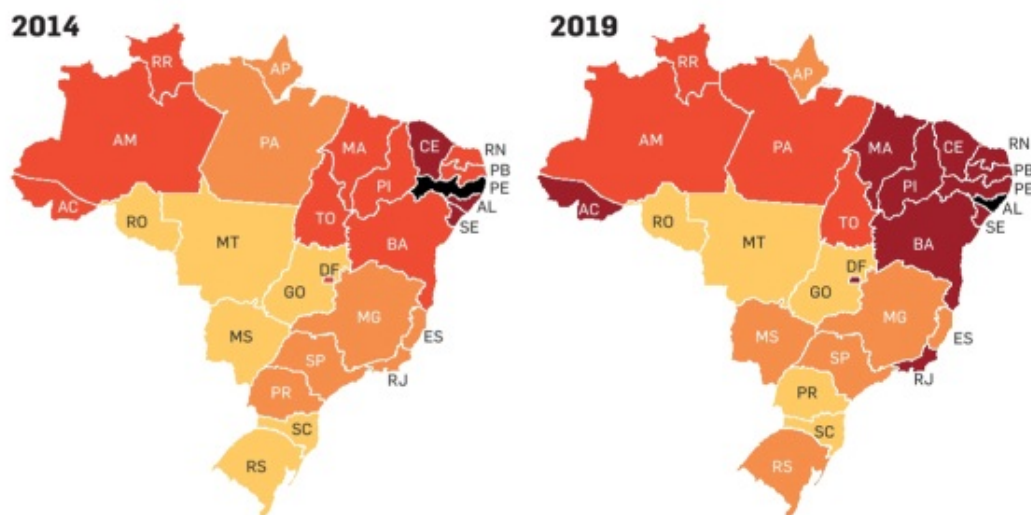 2014
RR
AP
AM
PA
MA
CE
RN
PB
PE
AL
SE
PI
AC
TO
BA
RO
MT
DF
GO
MG
MS
ES
SP
RJ
PR
SC
RS
2019
RR
AP
AM
PA
MA
CE
RN
PB
PE
AL
SE
PI
AC
TO
BA
RO
MT
DF
GO
MG
MS
ES
SP
RJ
PR
SC
RS